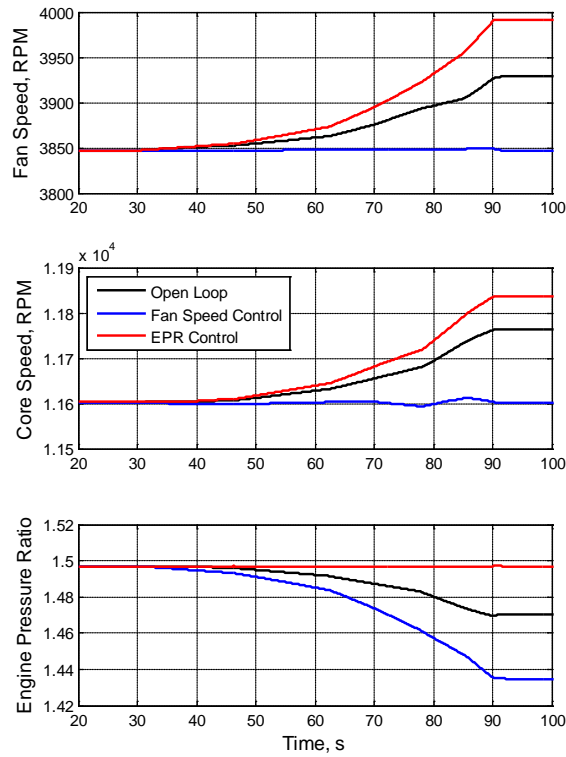 4000
3950
3900
3850
3800
Fan Speed, RPM
20 30 40 50 60 70 80 90 100
x 10^4
1.19
1.18
1.17
1.16
1.15
Core Speed, RPM
Open Loop
Fan Speed Control
EPR Control
20 30 40 50 60 70 80 90 100
1.52
1.5
1.48
1.46
1.44
1.42
Engine Pressure Ratio
20 30 40 50 60 70 80 90 100
Time, s